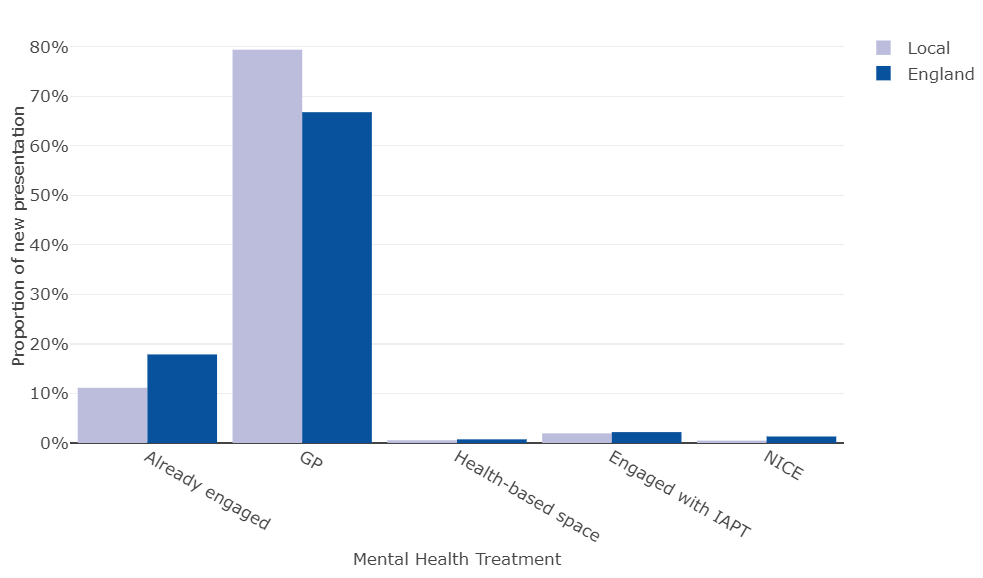 Local
England
Proportion of new presentation
80%
70%
60%
50%
40%
30%
20%
10%
0%
Already engaged
GP
Health-based space
Engaged with IAPT
NICE
Mental Health Treatment